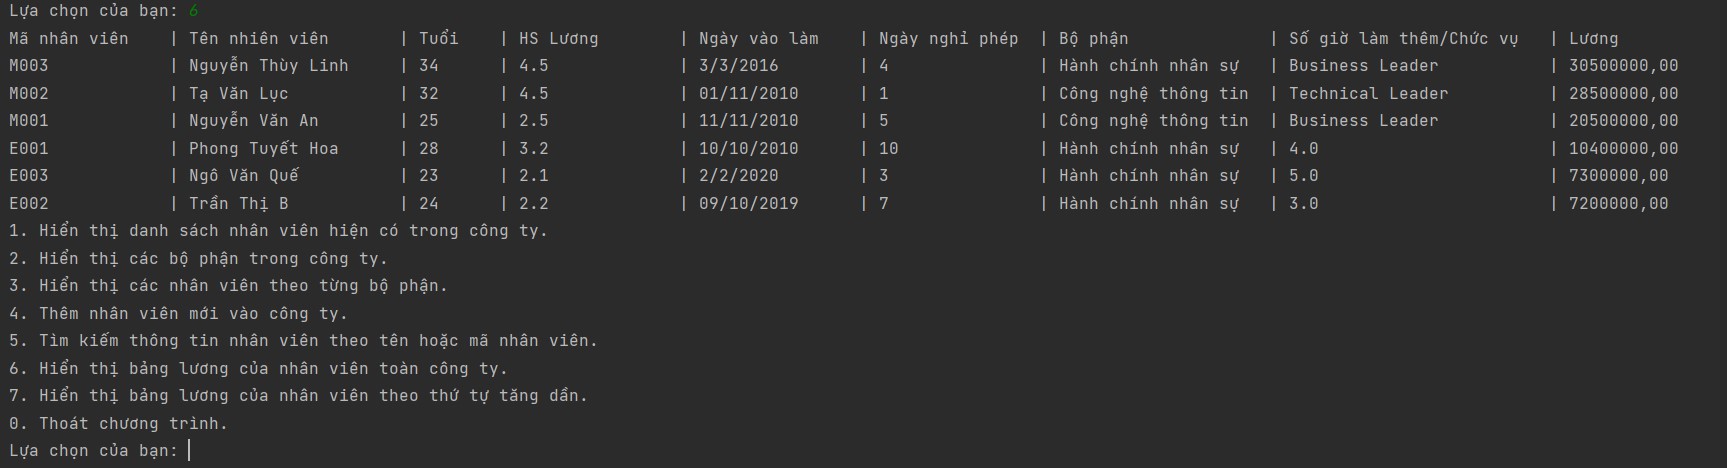 Lựa chọn của bạn: 6
Mã nhân viên    | Tên nhiên viên       | Tuổi    | HS Lương        | Ngày vào làm    | Ngày nghỉ phép  | Bộ phận              | Số giờ làm thêm/Chức vụ   | Lương
M003            | Nguyễn Thùy Linh     | 34      | 4.5             | 3/3/2016        | 4               | Hành chính nhân sự   | Business Leader           | 30500000,00
M002            | Tạ Văn Lục           | 32      | 4.5             | 01/11/2010      | 1               | Công nghệ thông tin  | Technical Leader          | 28500000,00
M001            | Nguyễn Văn An        | 25      | 2.5             | 11/11/2010      | 5               | Công nghệ thông tin  | Business Leader           | 20500000,00
E001            | Phong Tuyết Hoa      | 28      | 3.2             | 10/10/2010      | 10              | Hành chính nhân sự   | 4.0                       | 10400000,00
E003            | Ngô Văn Quế          | 23      | 2.1             | 2/2/2020        | 3               | Hành chính nhân sự   | 5.0                       | 7300000,00
E002            | Trần Thị B           | 24      | 2.2             | 09/10/2019      | 7               | Hành chính nhân sự   | 3.0                       | 7200000,00
1. Hiển thị danh sách nhân viên hiện có trong công ty.
2. Hiển thị các bộ phận trong công ty.
3. Hiển thị các nhân viên theo từng bộ phận.
4. Thêm nhân viên mới vào công ty.
5. Tìm kiếm thông tin nhân viên theo tên hoặc mã nhân viên.
6. Hiển thị bảng lương của nhân viên toàn công ty.
7. Hiển thị bảng lương của nhân viên theo thứ tự tăng dần.
0. Thoát chương trình.
Lựa chọn của bạn: